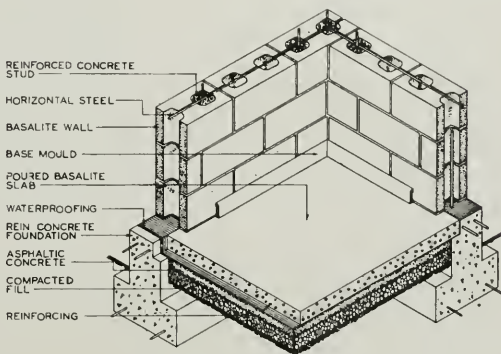 REINFORCED CONCRETE
STUD
HORIZONTAL STEEL
BASALITE WALL
BASE MOULD
POURED BASALITE
SLAB
WATERPROOFING
REIN CONCRETE
FOUNDATION
ASPHALTIC
CONCRETE
COMPACTED
FILL
REINFORCING